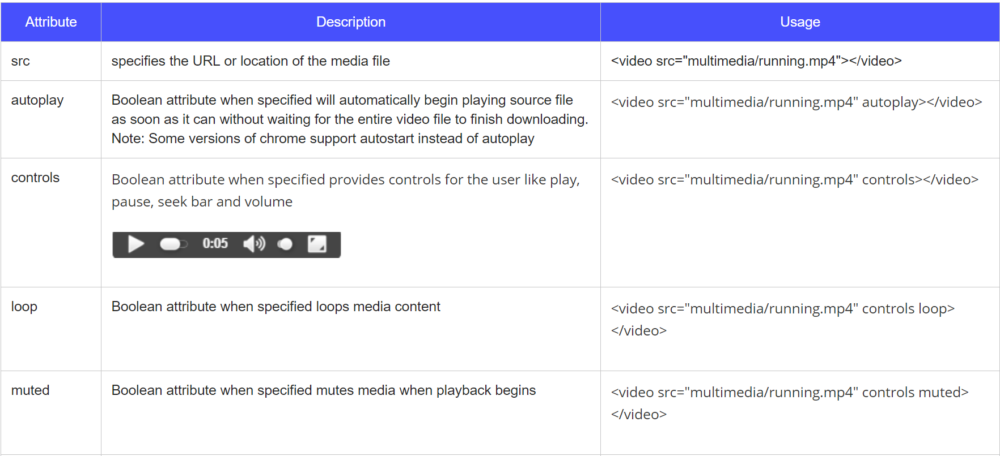 Attribute Description Usage
src specifies the URL or location of the media file <video src="multimedia/running.mp4"></video>
autoplay Boolean attribute when specified will automatically begin playing source file <video src="multimedia/running.mp4" autoplay></video>
as soon as it can without waiting for the entire video file to finish downloading.
Note: Some versions of chrome support autostart instead of autoplay
controls Boolean attribute when specified provides controls for the user like play, <video src="multimedia/running.mp4" controls></video>
pause, seek bar and volume
0:05
loop Boolean attribute when specified loops media content <video src="multimedia/running.mp4" controls loop>
</video>
muted Boolean attribute when specified mutes media when playback begins <video src="multimedia/running.mp4" controls muted>
</video>